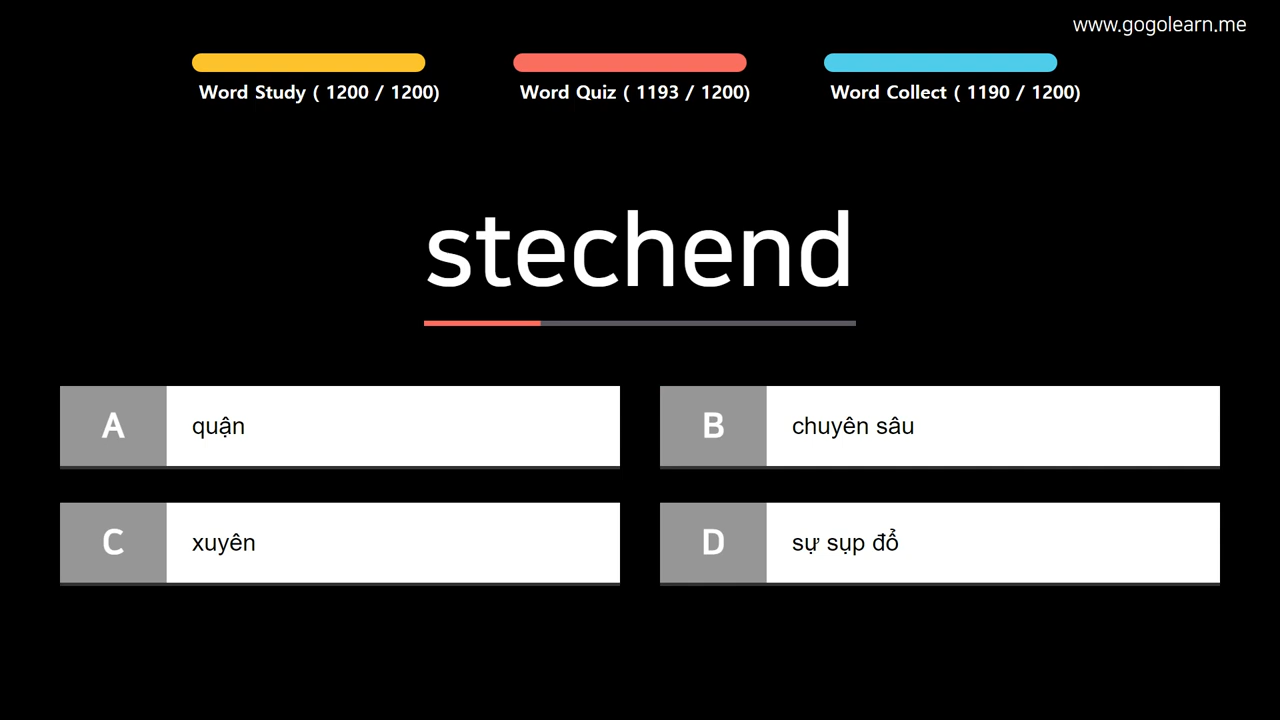 www.gogolearn.me
Word Study ( 1200 / 1200)
Word Quiz ( 1193 / 1200)
Word Collect ( 1190 / 1200)
stechend
A quận
B chuyên sâu
C xuyên
D sự sụp đổ